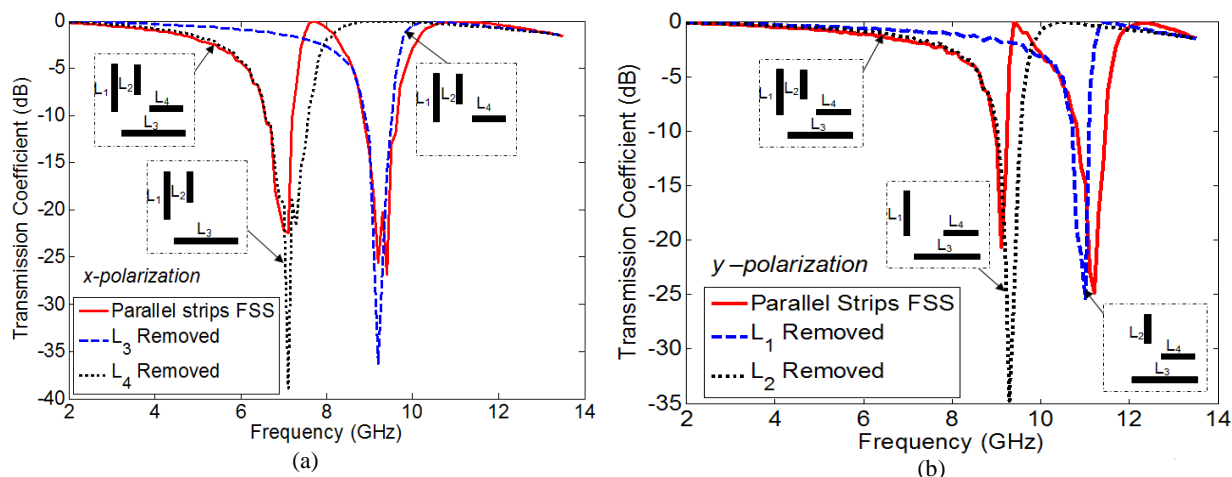 0
-5
-10
-15
-20
-25
-30
-35
-40
Transmission Coefficient (dB)
L1 L2 L4
L3
L1 L2
L3
L1 L2 L4
x-polarization
Parallel Strips FSS
L3 Removed
L4 Removed
2 4 6 8 10 12 14
Frequency (GHz)
(a)
0
-5
-10
-15
-20
-25
-30
-35
Transmission Coefficient (dB)
L1 L2 L4
L3
L1 L4
L3
L2 L4
L3
y –polarization
Parallel Strips FSS
L1 Removed
L2 Removed
2 4 6 8 10 12 14
Frequency (GHz)
(b)